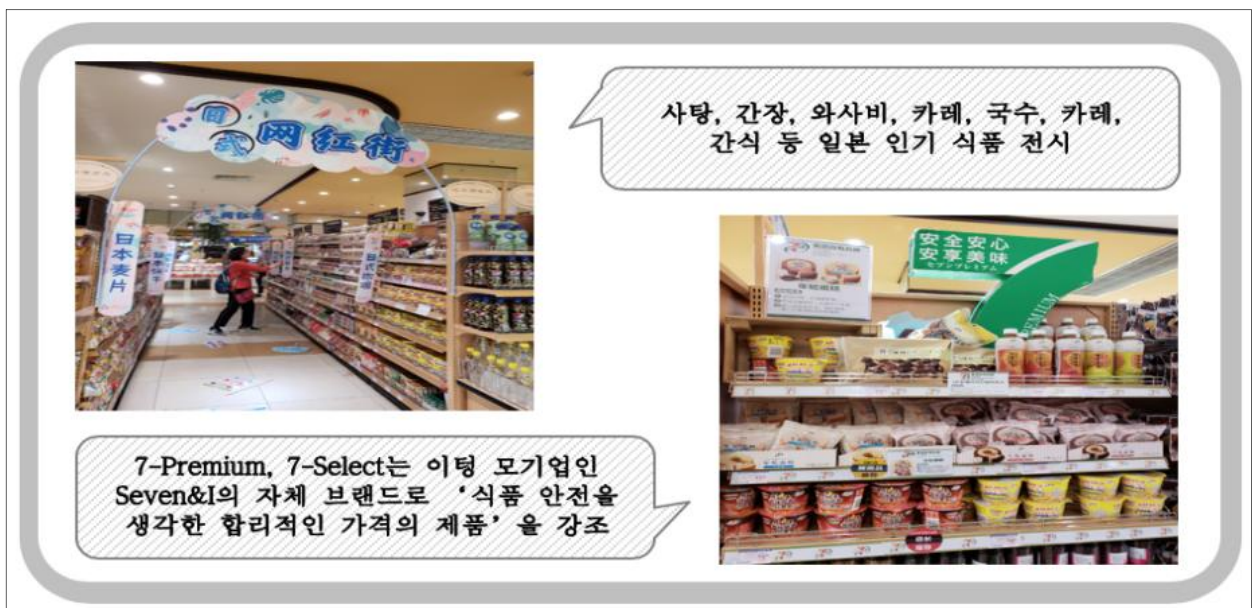 사탕, 간장, 와사비, 카레, 국수, 카레,
간식 등 일본 인기 식품 전시
网红街
日本麦片
安全安心
安享美味
セブンプレミアム
PREMIUM
7-Premium, 7-Select는 이팅 모기업인
Seven&I의 자체 브랜드로 ‘식품 안전을
생각한 합리적인 가격의 제품’을 강조